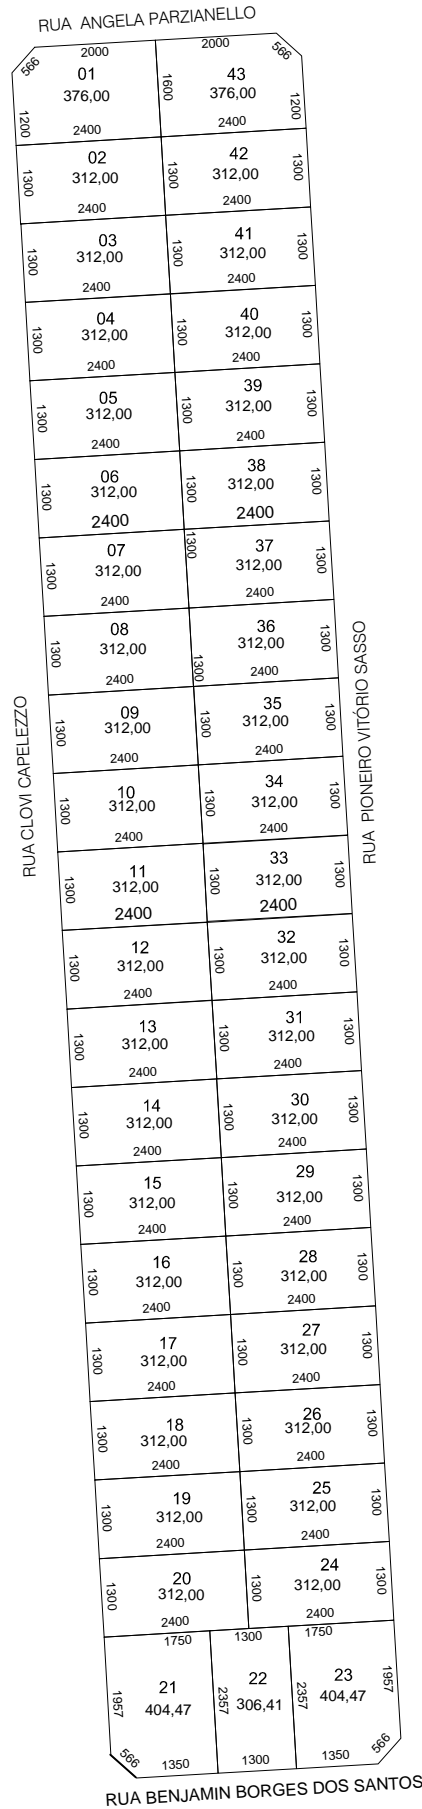 RUA ANGELA PARZIANELLO
566 2000 2000 566
01 43
376,00 1600 376,00
1200 2400 2400 1200
02 42
1300 312,00 1300 312,00 1300
2400 2400
03 41
1300 312,00 1300 312,00 1300
2400 2400
04 40
1300 312,00 1300 312,00 1300
2400 2400
05 39
1300 312,00 1300 312,00 1300
2400 2400
06 38
1300 312,00 1300 312,00 1300
2400 2400
07 37
1300 312,00 1300 312,00 1300
2400 2400
08 36
1300 312,00 1300 312,00 1300
2400 2400
RUA CLOVI CAPELEZZO
RUA PIONEIRO VITÓRIO SASSO
09 35
1300 312,00 1300 312,00 1300
2400 2400
10 34
1300 312,00 1300 312,00 1300
2400 2400
11 33
1300 312,00 1300 312,00 1300
2400 2400
12 32
1300 312,00 1300 312,00 1300
2400 2400
13 31
1300 312,00 1300 312,00 1300
2400 2400
14 30
1300 312,00 1300 312,00 1300
2400 2400
15 29
1300 312,00 1300 312,00 1300
2400 2400
16 28
1300 312,00 1300 312,00 1300
2400 2400
17 27
1300 312,00 1300 312,00 1300
2400 2400
18 26
1300 312,00 1300 312,00 1300
2400 2400
19 25
1300 312,00 1300 312,00 1300
2400 2400
20 24
1300 312,00 1300 312,00 1300
2400 2400
1750 1300 1750
21 22 23
1957 404,47 2357 306,41 2357 404,47 1957
566 1350 1300 1350 566
RUA BENJAMIN BORGES DOS SANTOS